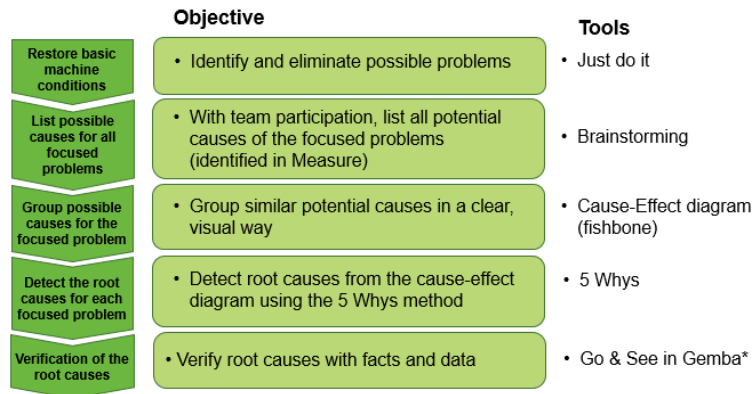 Objective
Tools
Restore basic
machine
conditions
• Identify and eliminate possible problems
• Just do it
List possible
causes for all
focused
problems
• With team participation, list all potential
causes of the focused problems
(identified in Measure)
• Brainstorming
Group possible
causes for the
focused problem
• Group similar potential causes in a clear,
visual way
• Cause-Effect diagram
(fishbone)
Detect the root
causes for each
focused problem
• Detect root causes from the cause-effect
diagram using the 5 Whys method
• 5 Whys
Verification of the
root causes
• Verify root causes with facts and data
• Go & See in Gemba*